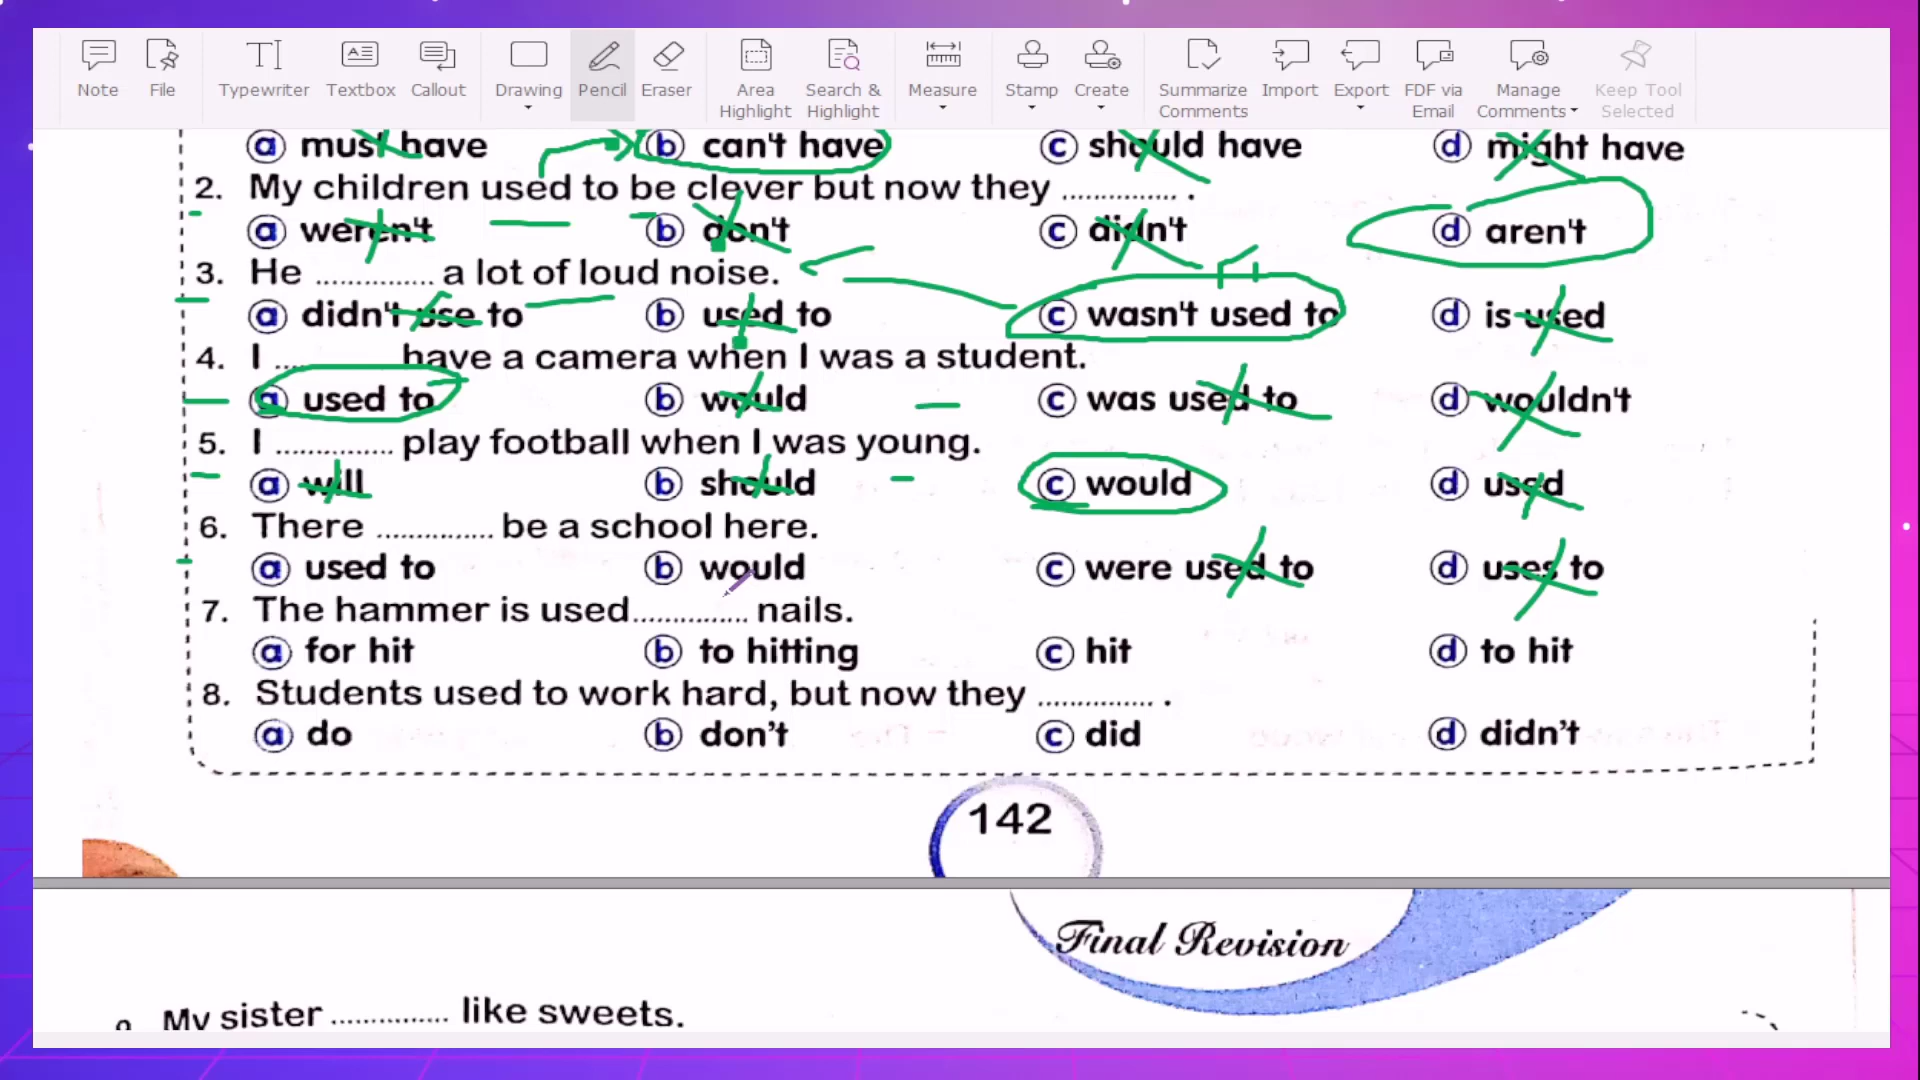 Note File Typewriter Textbox Callout Drawing Pencil Eraser Area Highlight Search & Highlight Measure Stamp Create Summarize Comments Import Export FDF via Email Manage Comments Keep Tool Selected
a must have b can't have c should have d might have
2. My children used to be clever but now they .............. .
a weren't b don't c didn't d aren't
3. He .............. a lot of loud noise.
a didn't use to b used to c wasn't used to d is used
4. I .............. have a camera when I was a student.
a used to b would c was used to d wouldn't
5. I .............. play football when I was young.
a will b should c would d used
6. There .............. be a school here.
a used to b would c were used to d uses to
7. The hammer is used .............. nails.
a for hit b to hitting c hit d to hit
8. Students used to work hard, but now they .............. .
a do b don't c did d didn't
142
Final Revision
My sister .............. like sweets.